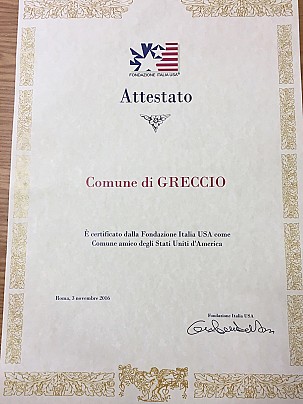 FONDAZIONE ITALIA USA®
Attestato
Comune di GRECCIO
È certificato dalla Fondazione Italia USA come
Comune amico degli Stati Uniti d'America
Roma, 3 novembre 2016
Fondazione Italia USA